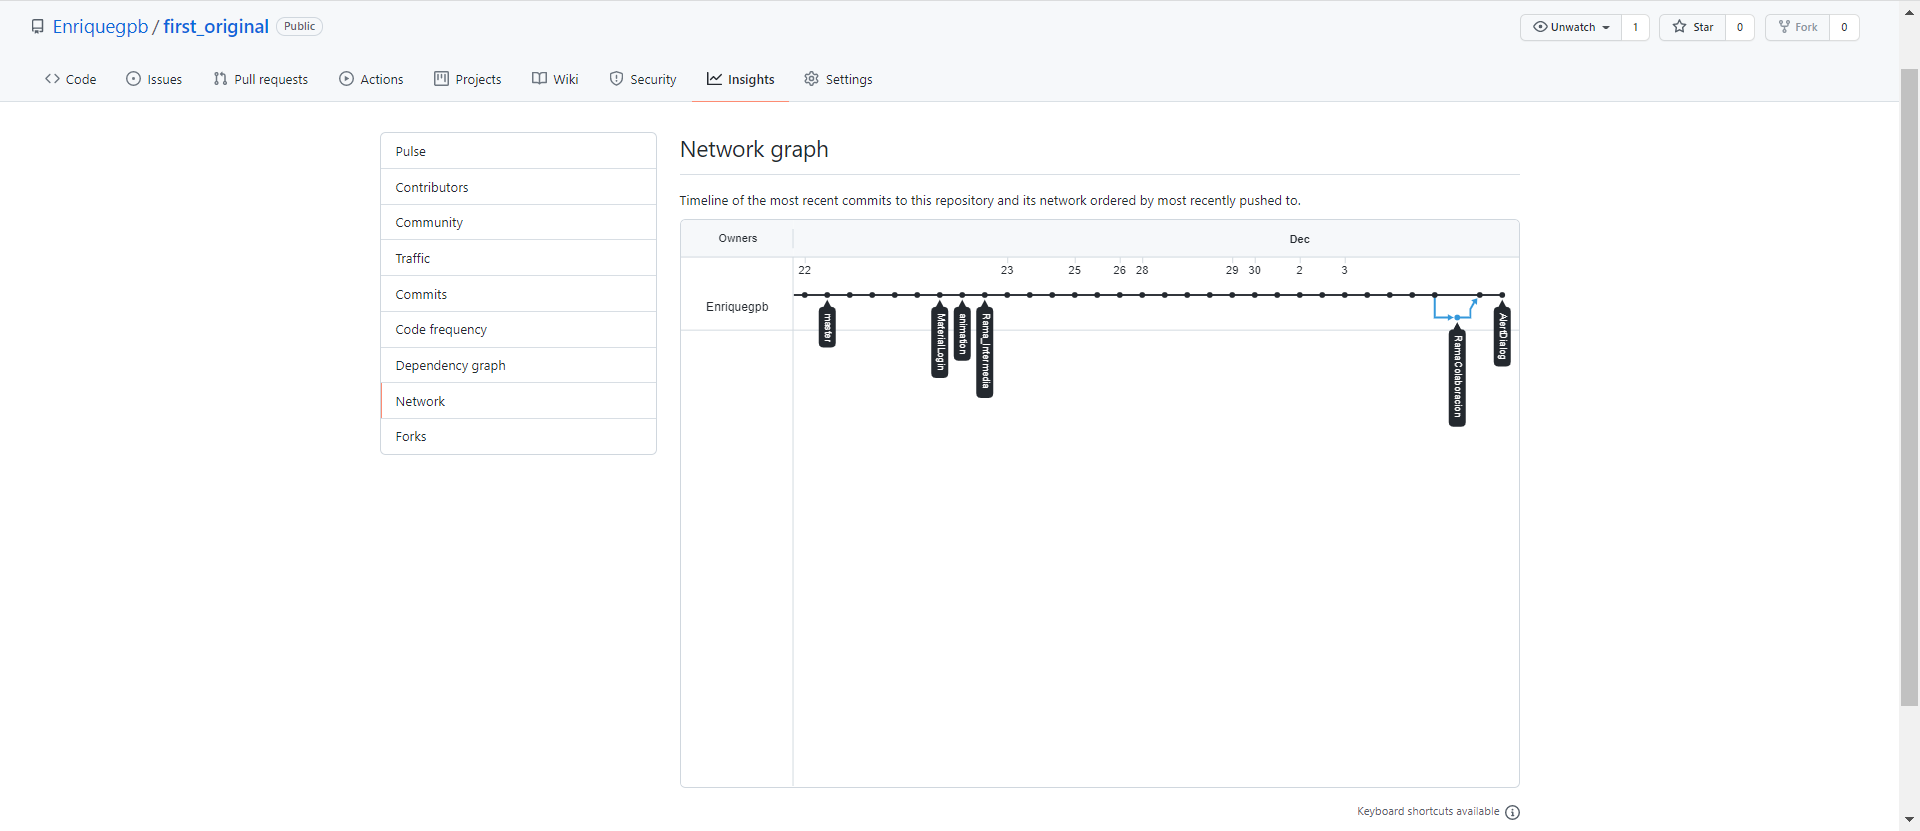 Enriquegpb / first_original Public
Unwatch 1 Star 0 Fork 0
Code Issues Pull requests Actions Projects Wiki Security Insights Settings
Pulse
Contributors
Community
Traffic
Commits
Code frequency
Dependency graph
Network
Forks
Network graph
Timeline of the most recent commits to this repository and its network ordered by most recently pushed to.
Owners Dec
22 23 25 26 28 29 30 2 3
Enriquegpb
master
MaterialLogin
animation
Rama_Intermedia
RamaColaboracion
AlertDialog
Keyboard shortcuts available